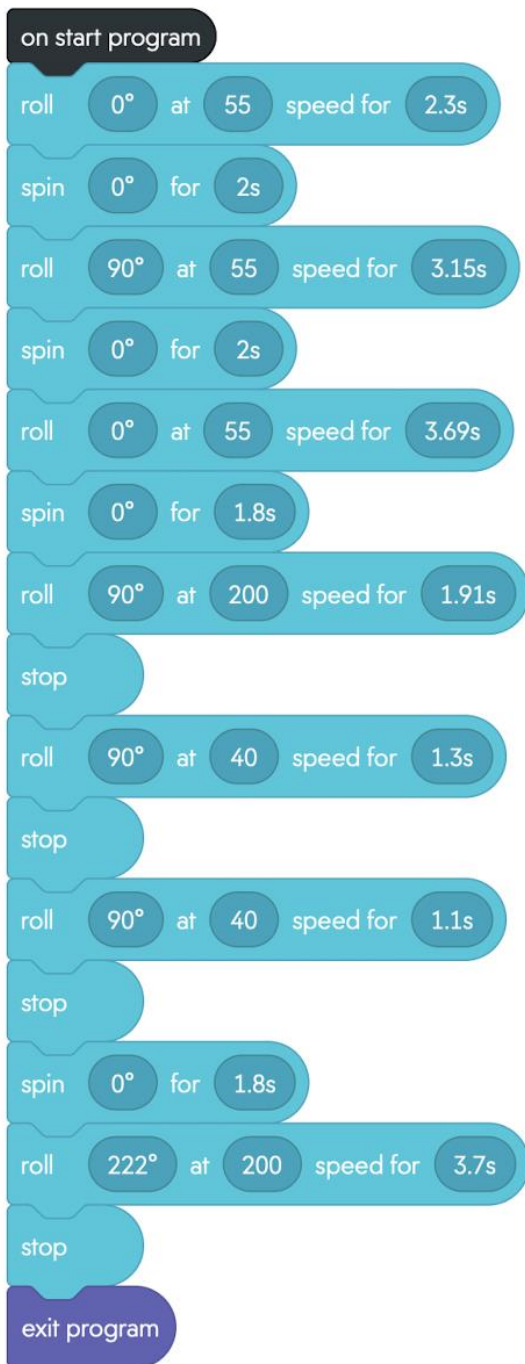 on start program
roll 0° at 55 speed for 2.3s
spin 0° for 2s
roll 90° at 55 speed for 3.15s
spin 0° for 2s
roll 0° at 55 speed for 3.69s
spin 0° for 1.8s
roll 90° at 200 speed for 1.91s
stop
roll 90° at 40 speed for 1.3s
stop
roll 90° at 40 speed for 1.1s
stop
spin 0° for 1.8s
roll 222° at 200 speed for 3.7s
stop
exit program